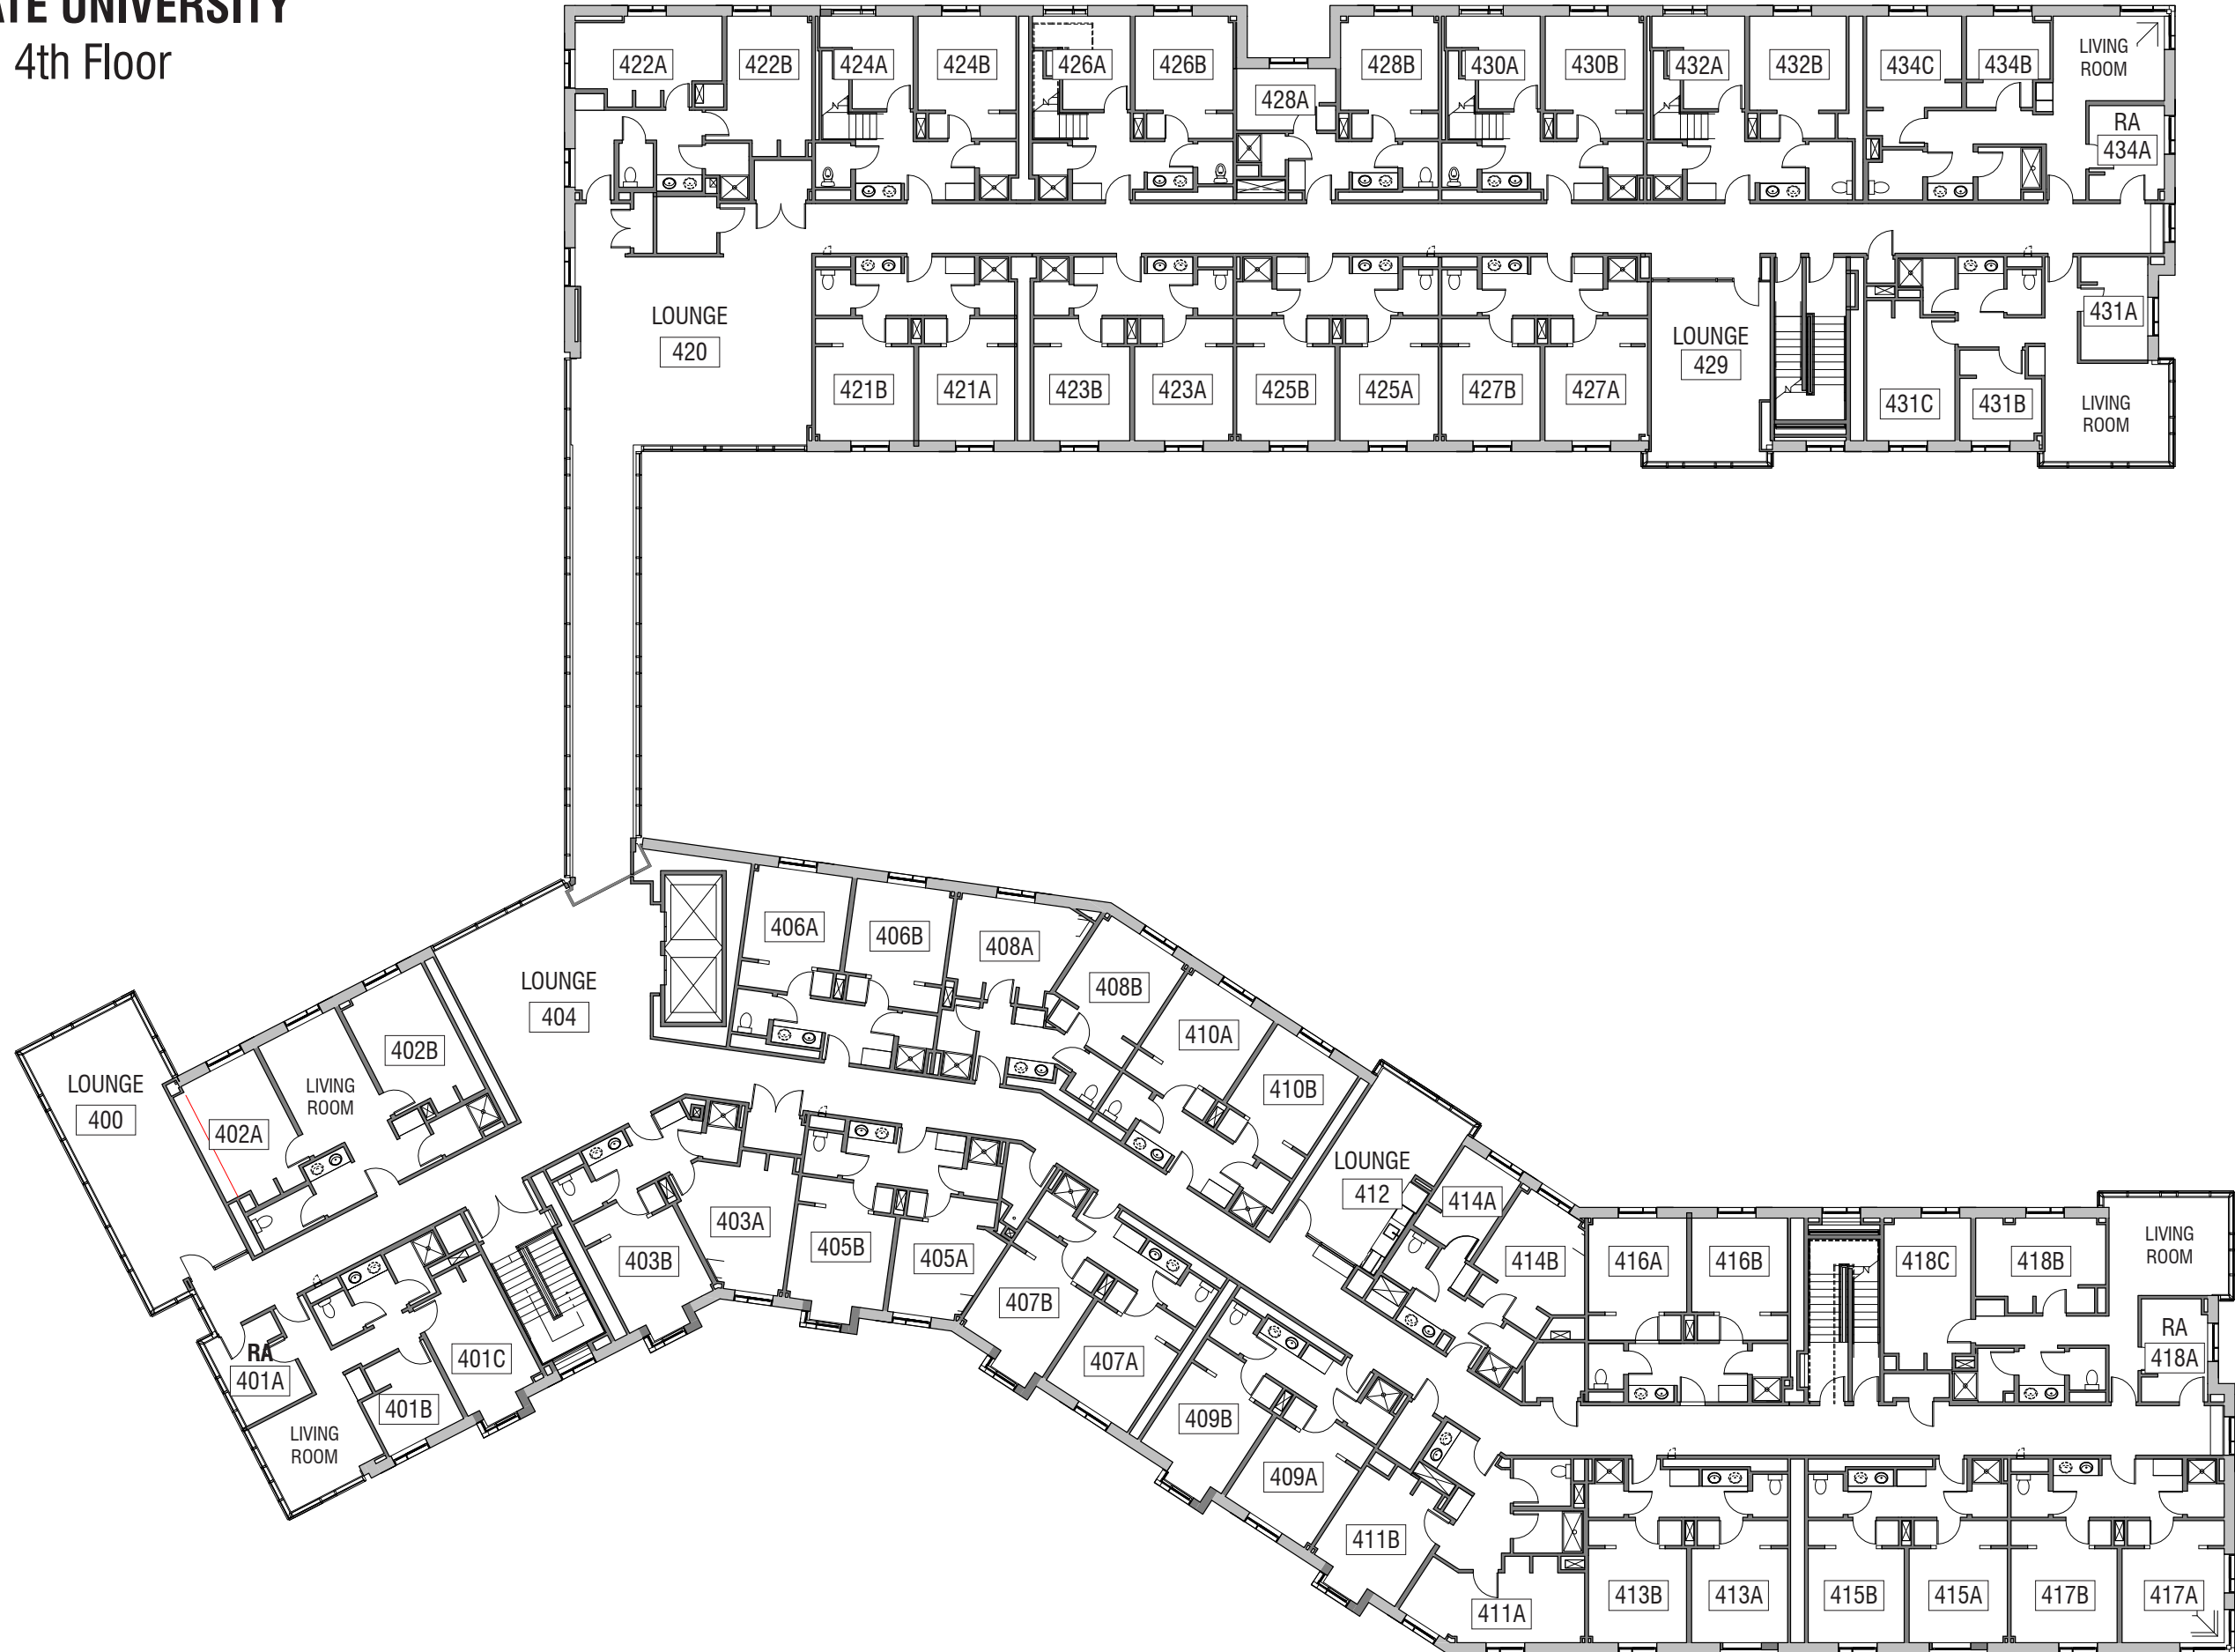 ATE UNIVERSITY
4th Floor
422A
422B
424A
424B
426A
426B
428A
428B
430A
430B
432A
432B
434C
434B
LIVING
ROOM
RA
434A
LOUNGE
420
421B
421A
423B
423A
425B
425A
427B
427A
LOUNGE
429
431C
431B
431A
LIVING
ROOM
406A
406B
408A
408B
410A
410B
LOUNGE
404
402B
LIVING
ROOM
402A
LOUNGE
400
LOUNGE
412
414A
414B
416A
416B
418C
418B
LIVING
ROOM
RA
418A
403B
403A
405B
405A
407B
407A
409B
409A
411B
411A
413B
413A
415B
415A
417B
417A
401C
RA
401A
401B
LIVING
ROOM